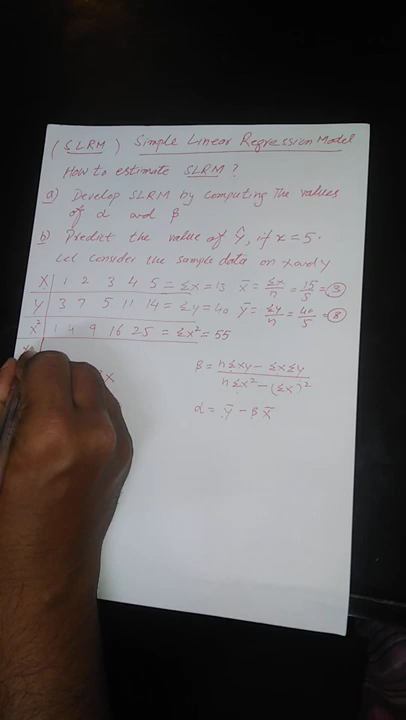 (SLRM) Simple Linear Regression Model
How to estimate SLRM?
a) Develop SLRM by computing The values
of α and β
b) Predict the value of Ŷ, if x = 5.
Let consider the sample data on x and y
X | 1 2 3 4 5 = Σx = 15 x̄ = Σx/n = 15/5 = 3
Y | 3 7 5 11 14 = Σy = 40 ȳ = Σy/n = 40/5 = 8
X² | 1 4 9 16 25 = Σx² = 55
β = nΣxy - ΣxΣy / nΣx² - (Σx)²
x
α = ȳ - β x̄